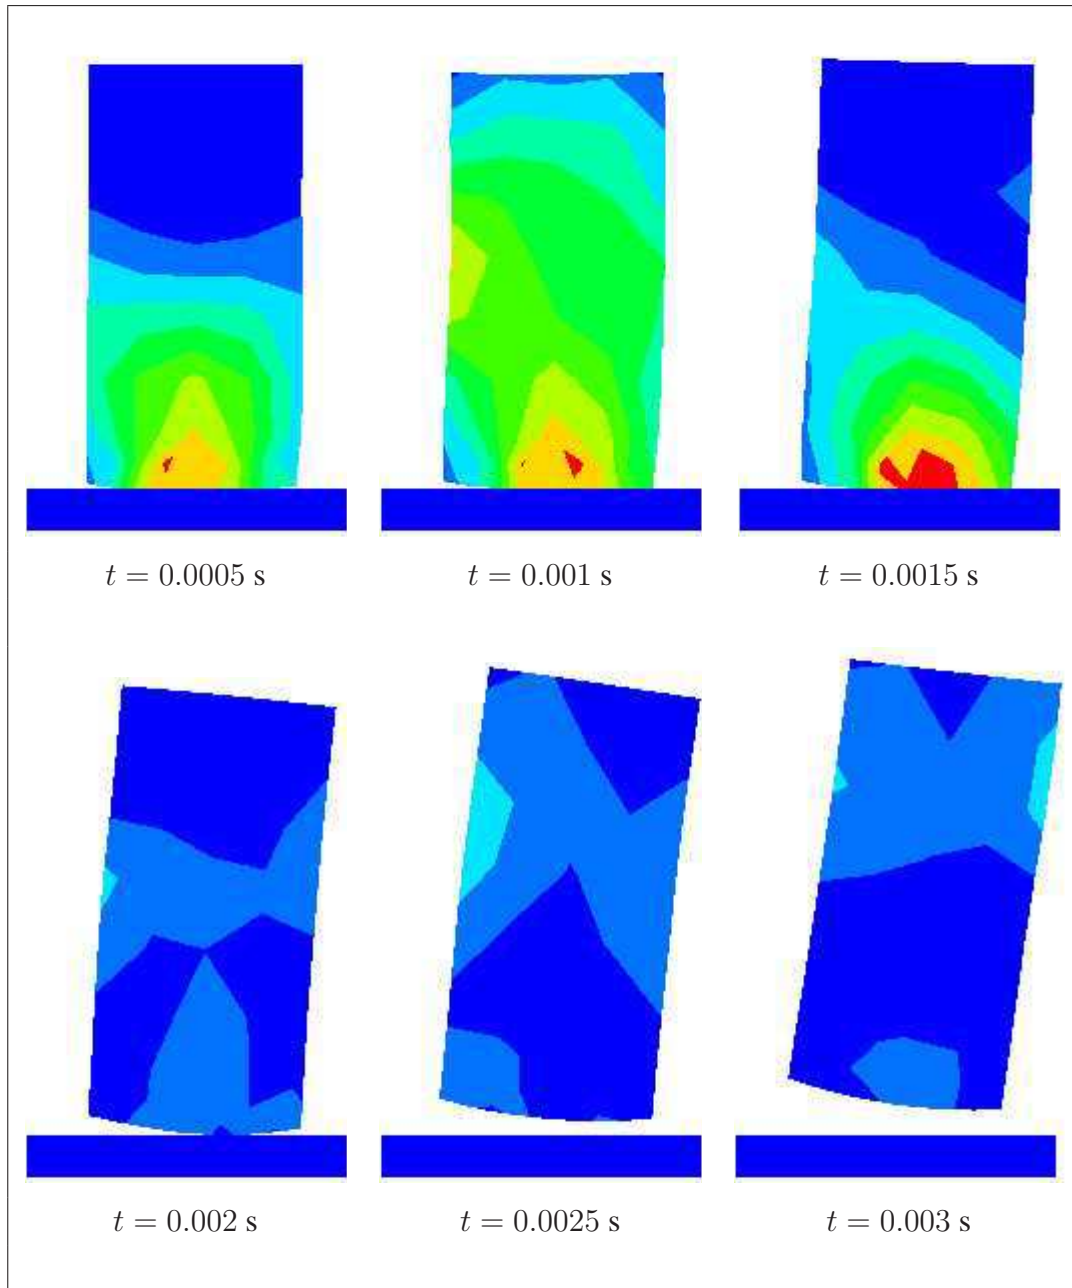 t = 0.0005 s
t = 0.001 s
t = 0.0015 s
t = 0.002 s
t = 0.0025 s
t = 0.003 s